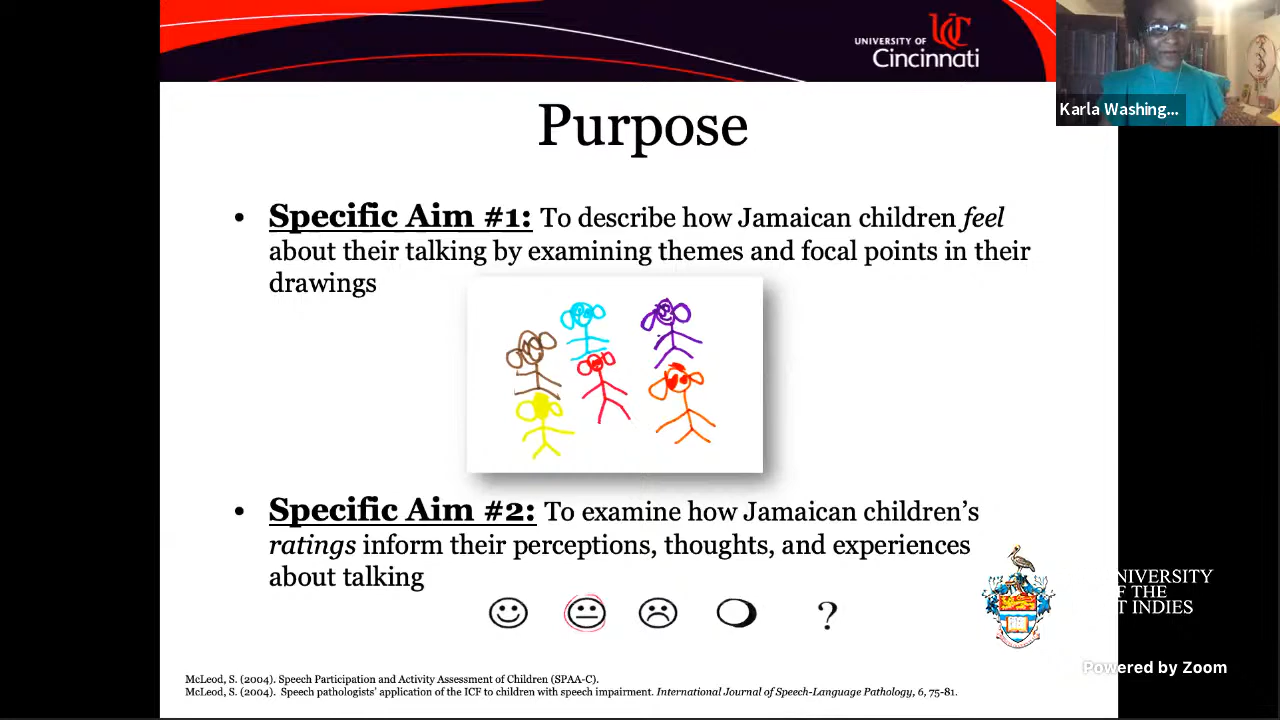 UNIVERSITY OF
Cincinnati
Karla Washing...
Purpose
• Specific Aim #1: To describe how Jamaican children feel
about their talking by examining themes and focal points in their
drawings
• Specific Aim #2: To examine how Jamaican children’s
ratings inform their perceptions, thoughts, and experiences
about talking
?
NIVERSITY
F THE
T INDIES
Powered by Zoom
McLeod, S. (2004). Speech Participation and Activity Assessment of Children (SPAA-C).
McLeod, S. (2004). Speech pathologists’ application of the ICF to children with speech impairment. International Journal of Speech-Language Pathology, 6, 75-81.